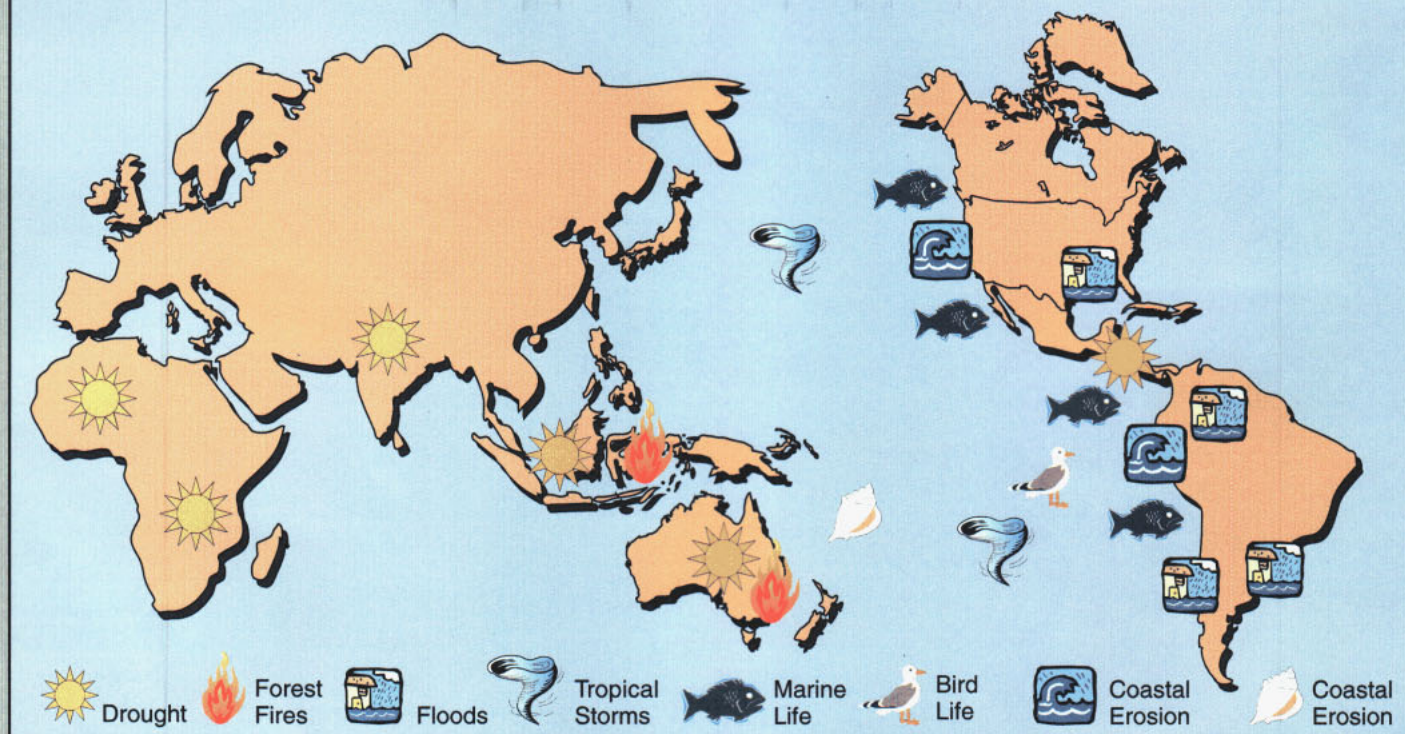 Drought
Forest
Fires
Floods
Tropical
Storms
Marine
Life
Bird
Life
Coastal
Erosion
Coastal
Erosion